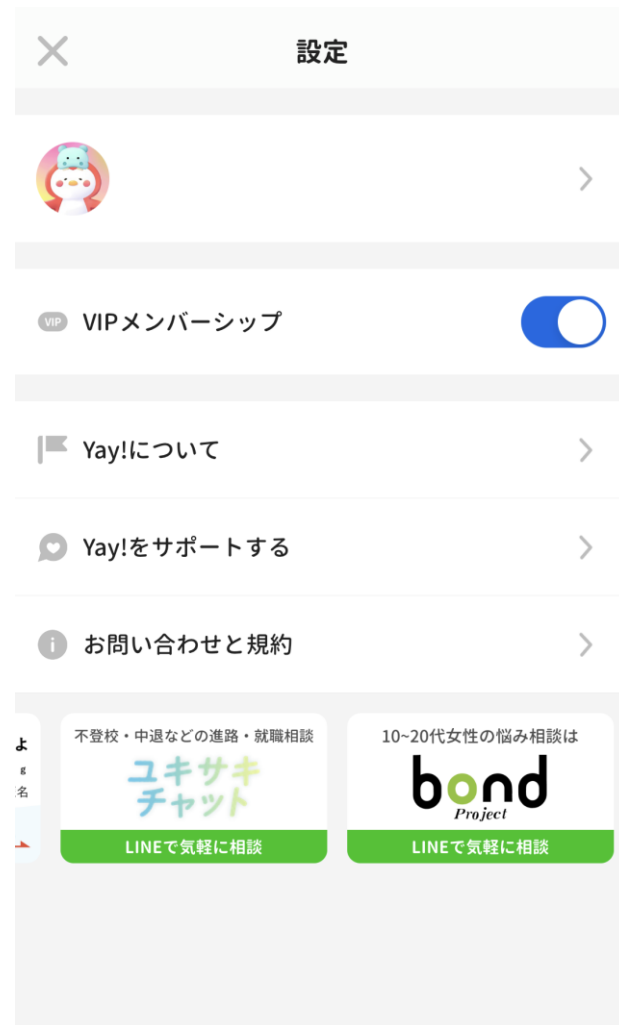 設定
VIP
VIPメンバーシップ
Yay!について
Yay!をサポートする
お問い合わせと規約
よ
g
名
不登校・中退などの進路・就職相談
ユキサキ
チャット
LINEで気軽に相談
10~20代女性の悩み相談は
bond
Project
LINEで気軽に相談